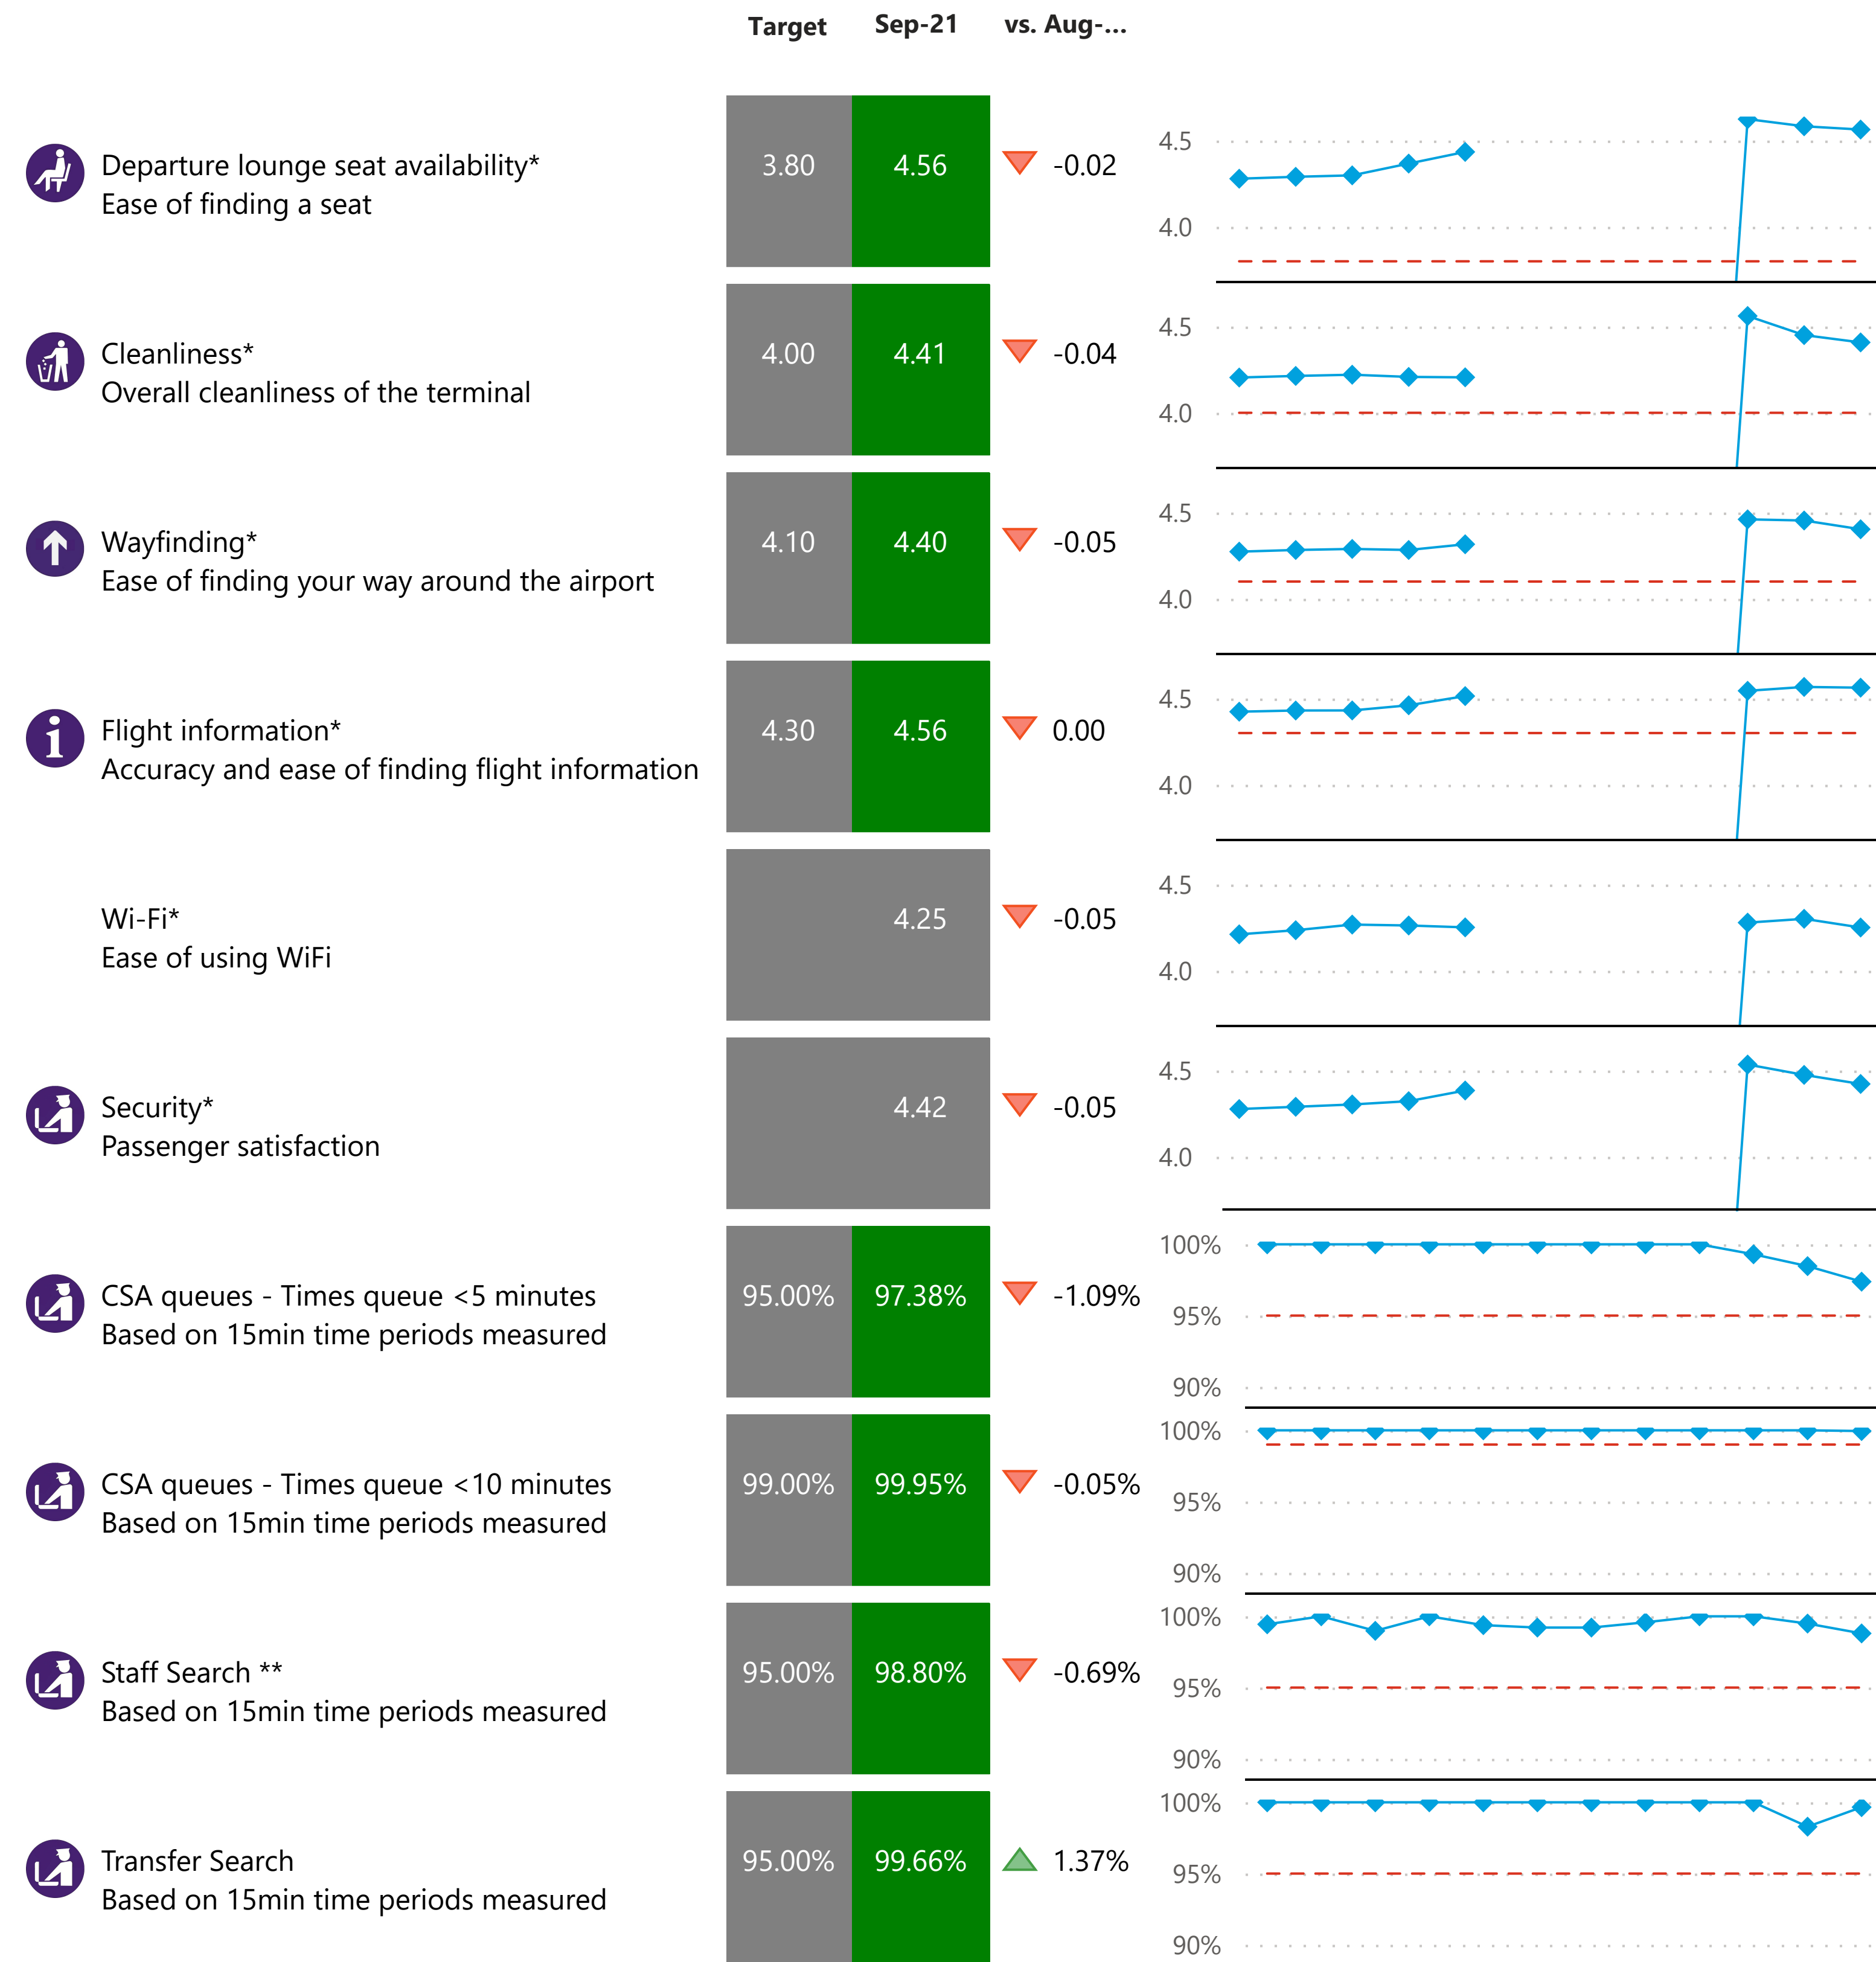 Target Sep-21 vs. Aug-...
Departure lounge seat availability* 3.80 4.56 -0.02
Ease of finding a seat
4.5
4.0
Cleanliness* 4.00 4.41 -0.04
Overall cleanliness of the terminal
4.5
4.0
Wayfinding* 4.10 4.40 -0.05
Ease of finding your way around the airport
4.5
4.0
Flight information* 4.30 4.56 0.00
Accuracy and ease of finding flight information
4.5
4.0
Wi-Fi* 4.25 -0.05
Ease of using WiFi
4.5
4.0
Security* 4.42 -0.05
Passenger satisfaction
4.5
4.0
CSA queues - Times queue <5 minutes 95.00% 97.38% -1.09%
Based on 15min time periods measured
100%
95%
90%
CSA queues - Times queue <10 minutes 99.00% 99.95% -0.05%
Based on 15min time periods measured
100%
95%
90%
Staff Search ** 95.00% 98.80% -0.69%
Based on 15min time periods measured
100%
95%
90%
Transfer Search 95.00% 99.66% 1.37%
Based on 15min time periods measured
100%
95%
90%